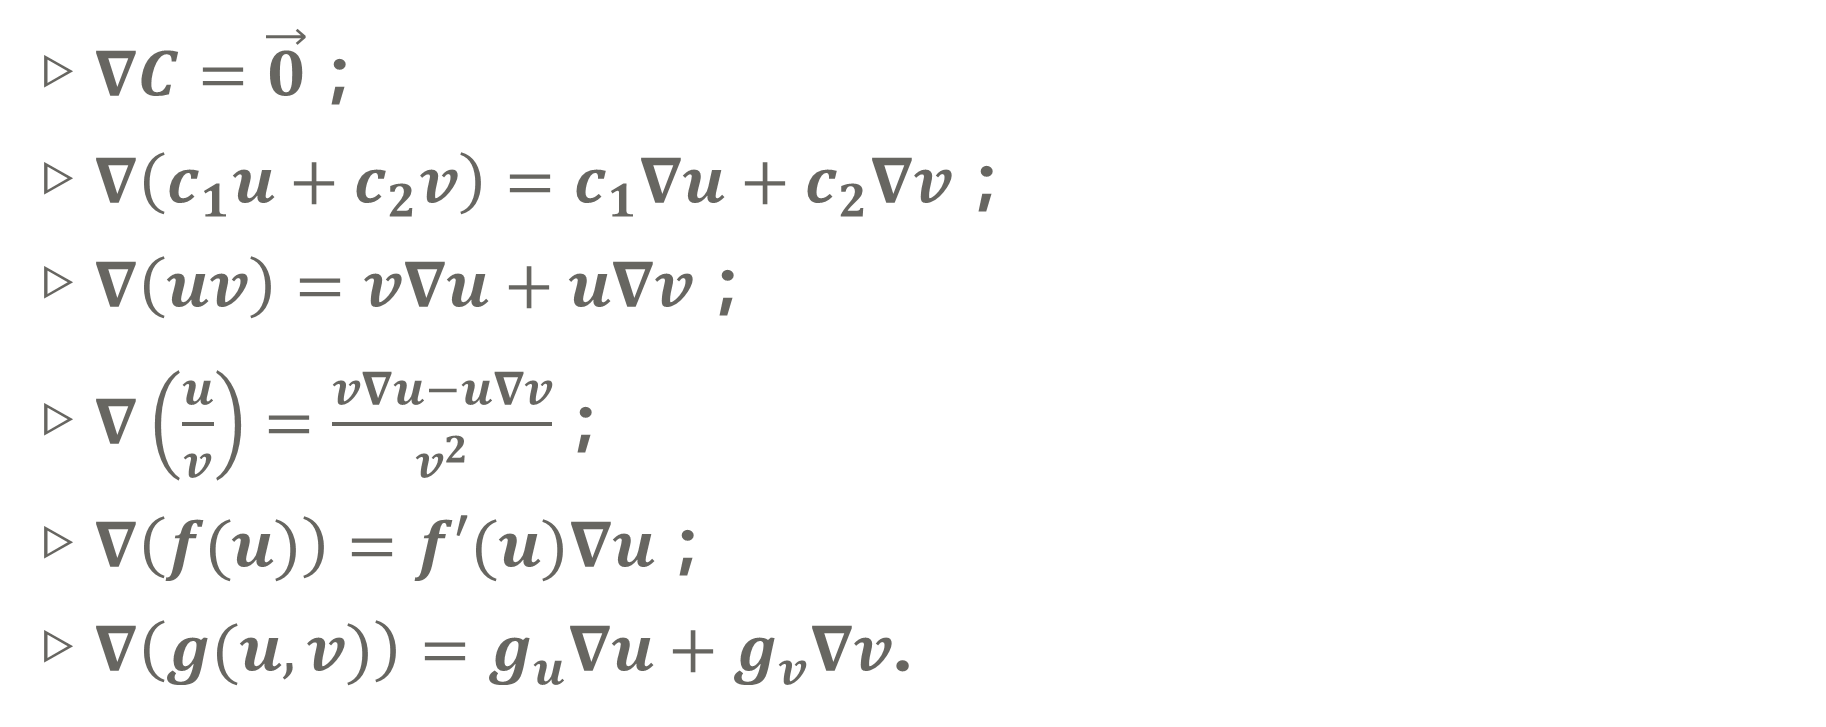 ▷ ∇C = 0⃗ ;
▷ ∇(c₁u + c₂v) = c₁∇u + c₂∇v ;
▷ ∇(uv) = v∇u + u∇v ;
▷ ∇(u/v) = (v∇u−u∇v)/v² ;
▷ ∇(f(u)) = f′(u)∇u ;
▷ ∇(g(u,v)) = gᵤ∇u + gᵥ∇v.